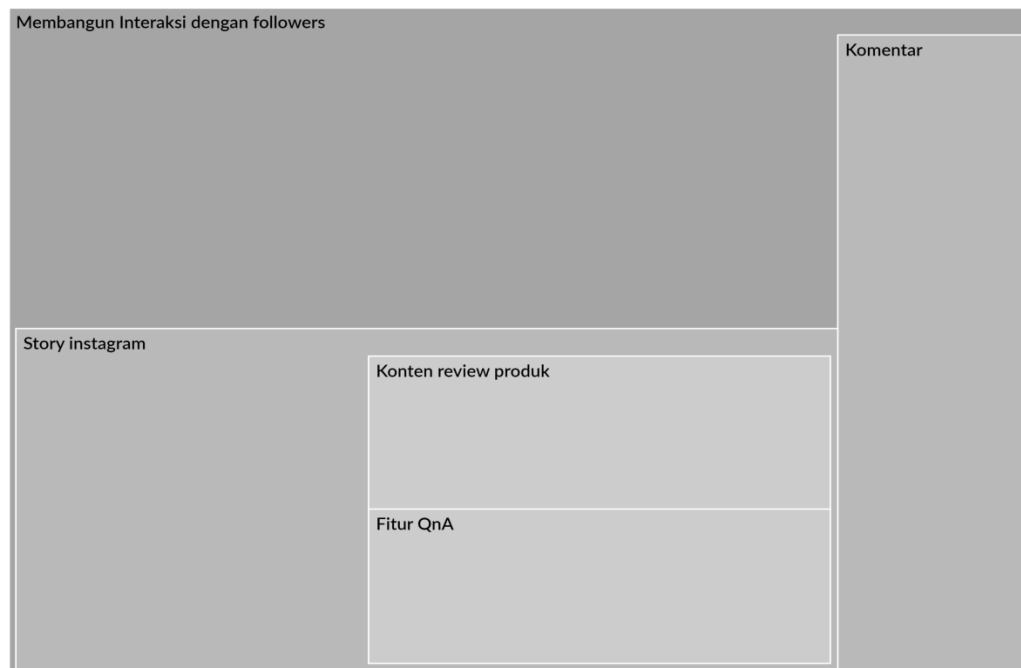 Membangun Interaksi dengan followers
Komentar
Story instagram
Konten review produk
Fitur QnA